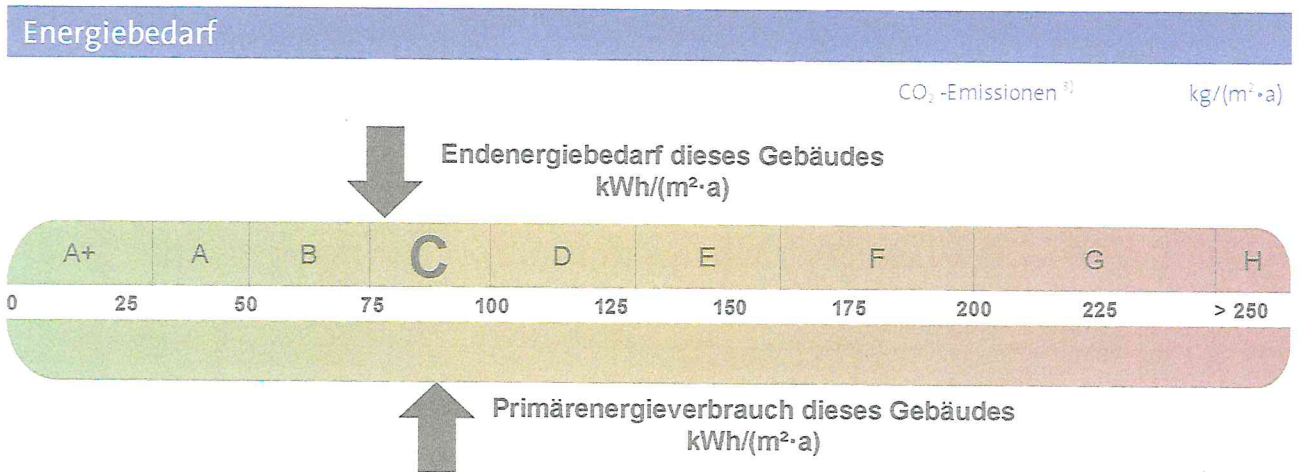 Energiebedarf
CO₂ -Emissionen ³⁾ kg/(m²·a)
Endenergiebedarf dieses Gebäudes
kWh/(m²·a)
A+ A B C D E F G H
0 25 50 75 100 125 150 175 200 225 > 250
Primärenergieverbrauch dieses Gebäudes
kWh/(m²·a)